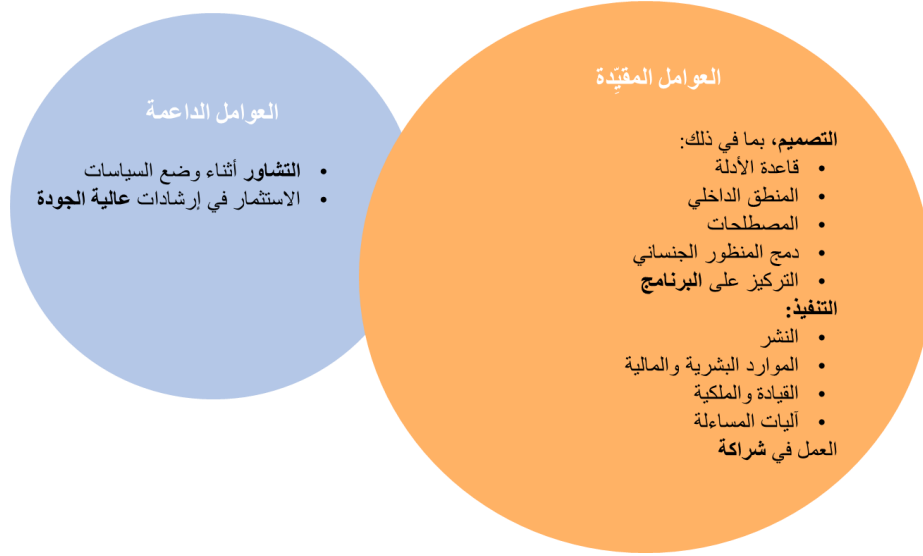 العوامل المقيِّدة
التصميم، بما في ذلك:
• قاعدة الأدلة
• المنطق الداخلي
• المصطلحات
• دمج المنظور الجنساني
• التركيز على البرنامج
التنفيذ:
• النشر
• الموارد البشرية والمالية
• القيادة والملكية
• آليات المساءلة
العمل في شراكة
العوامل الداعمة
• التشاور أثناء وضع السياسات
• الاستثمار في إرشادات عالية الجودة